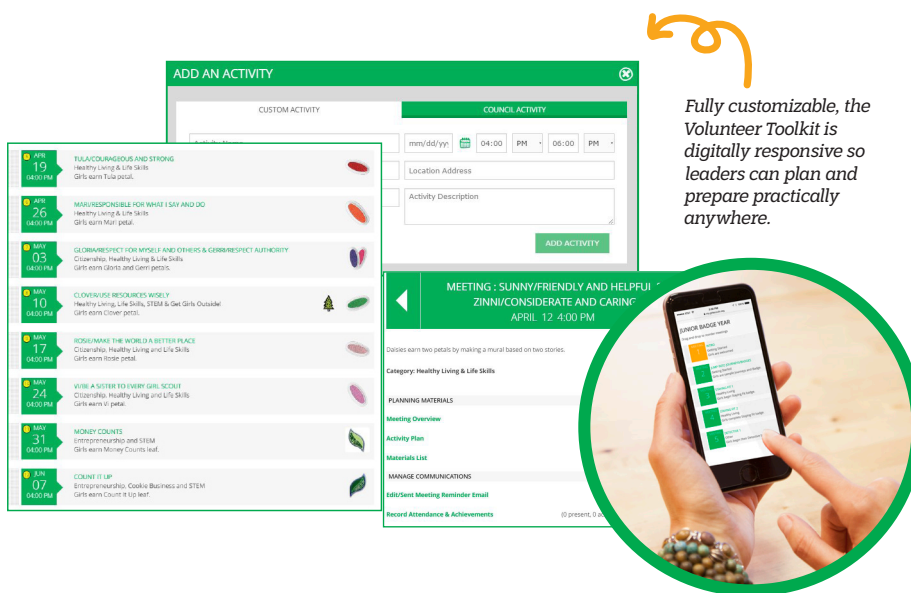 Fully customizable, the
Volunteer Toolkit is
digitally responsive so
leaders can plan and
prepare practically
anywhere.
ADD AN ACTIVITY
CUSTOM ACTIVITY
COUNCIL ACTIVITY
mm/dd/yy
04:00
PM
06:00
PM
Location Address
Activity Description
ADD ACTIVITY
APR
19
04:00 PM
TULA/COURAGEOUS AND STRONG
Healthy Living & Life Skills
Girls earn Tula petal.
APR
26
04:00 PM
MARI/RESPONSIBLE FOR WHAT I SAY AND DO
Healthy Living & Life Skills
Girls earn Mari petal.
MAY
03
04:00 PM
GLORIA/RESPECT FOR MYSELF AND OTHERS & GERRI/RESPECT AUTHORITY
Citizenship, Healthy Living & Life Skills
Girls earn Gloria and Gerri petals.
MAY
10
04:00 PM
CLOVER/USE RESOURCES WISELY
Healthy Living, Life Skills, STEM & Get Girls Outside!
Girls earn Clover petal.
MAY
17
04:00 PM
ROSIE/MAKE THE WORLD A BETTER PLACE
Citizenship, Healthy Living and Life Skills
Girls earn Rosie petal.
MAY
24
04:00 PM
VI/BE A SISTER TO EVERY GIRL SCOUT
Citizenship, Healthy Living and Life Skills
Girls earn Vi petal.
MAY
31
04:00 PM
MONEY COUNTS
Entrepreneurship and STEM
Girls earn Money Counts leaf.
JUN
07
04:00 PM
COUNT IT UP
Entrepreneurship, Cookie Business and STEM
Girls earn Count It Up leaf.
MEETING : SUNNY/FRIENDLY AND HELPFUL
ZINNI/CONSIDERATE AND CARING
APRIL 12 4:00 PM
Daisies earn two petals by making a mural based on two stories.
Category: Healthy Living & Life Skills
PLANNING MATERIALS
Meeting Overview
Activity Plan
Materials List
MANAGE COMMUNICATIONS
Edit/Sent Meeting Reminder Email
Record Attendance & Achievements
(0 present, 0
JUNIOR BADGE YEAR